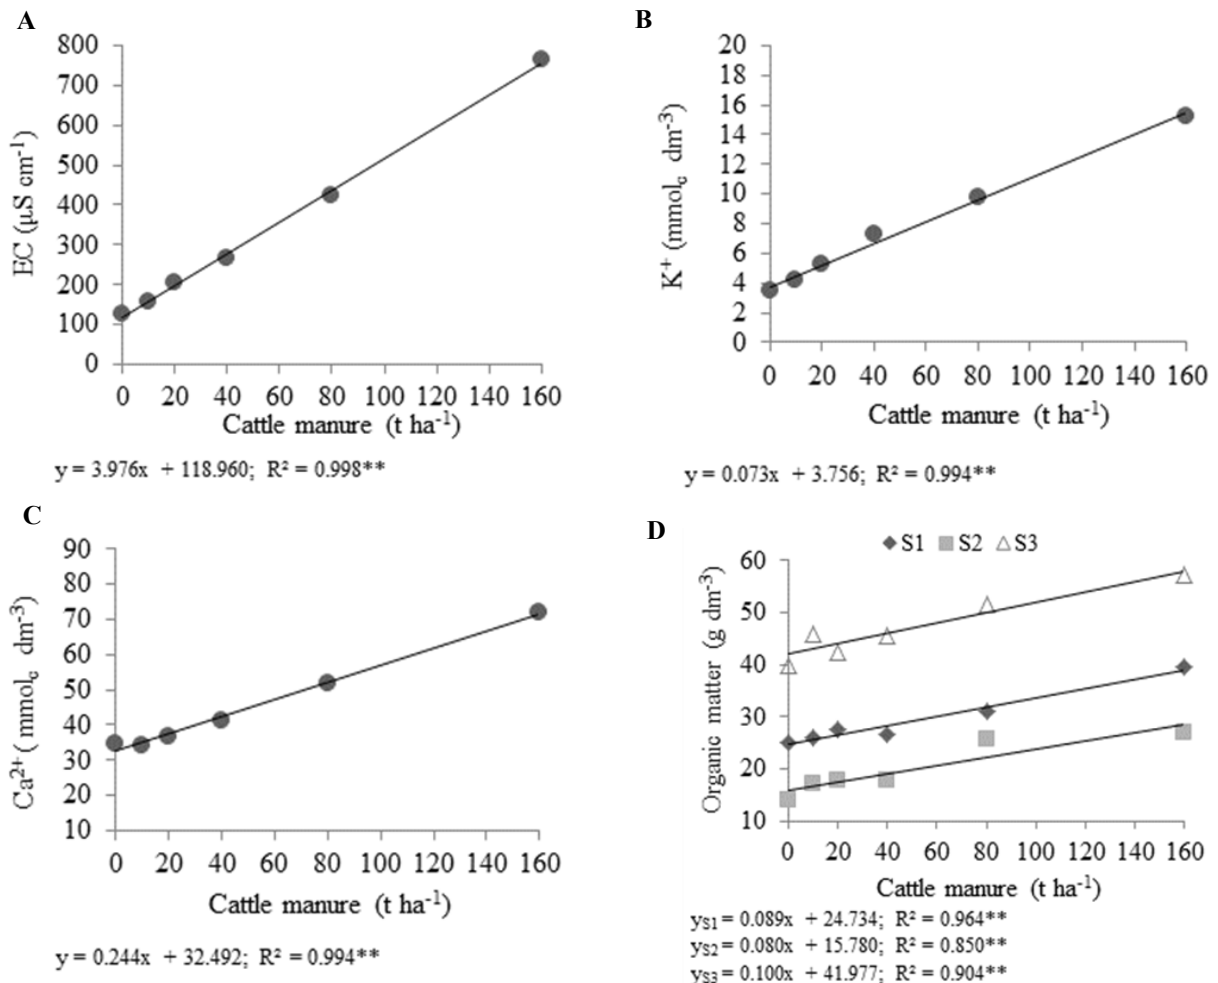 A
800
700
600
500
400
300
200
100
0
EC (µS cm-1)
0 20 40 60 80 100 120 140 160
Cattle manure (t ha-1)
y = 3.976x + 118.960; R² = 0.998**
B
20
18
16
14
12
10
8
6
4
2
0
K+ (mmolc dm-3)
0 20 40 60 80 100 120 140 160
Cattle manure (t ha-1)
y = 0.073x + 3.756; R² = 0.994**
C
90
80
70
60
50
40
30
20
10
Ca2+ ( mmolc dm-3)
0 20 40 60 80 100 120 140 160
Cattle manure (t ha-1)
y = 0.244x + 32.492; R² = 0.994**
D
S1 S2 S3
60
50
40
30
20
10
Organic matter (g dm-3)
0 20 40 60 80 100 120 140 160
Cattle manure (t ha-1)
yS1 = 0.089x + 24.734; R² = 0.964**
yS2 = 0.080x + 15.780; R² = 0.850**
yS3 = 0.100x + 41.977; R² = 0.904**